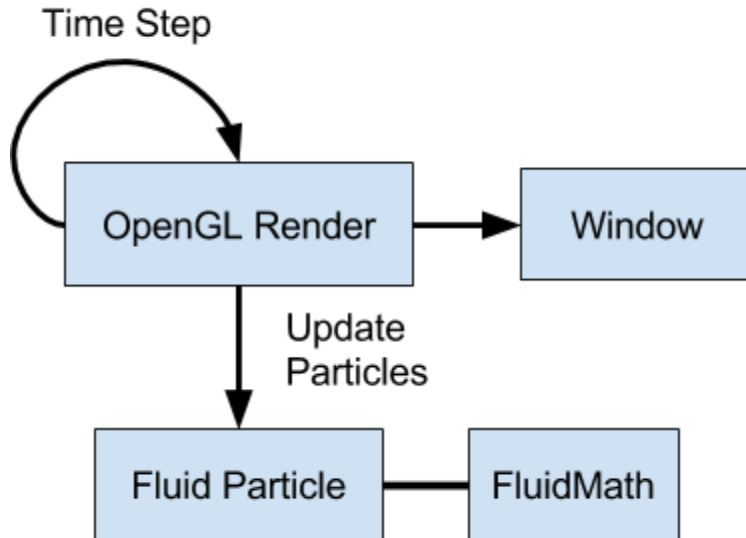 Time Step
OpenGL Render
Window
Update
Particles
Fluid Particle
FluidMath